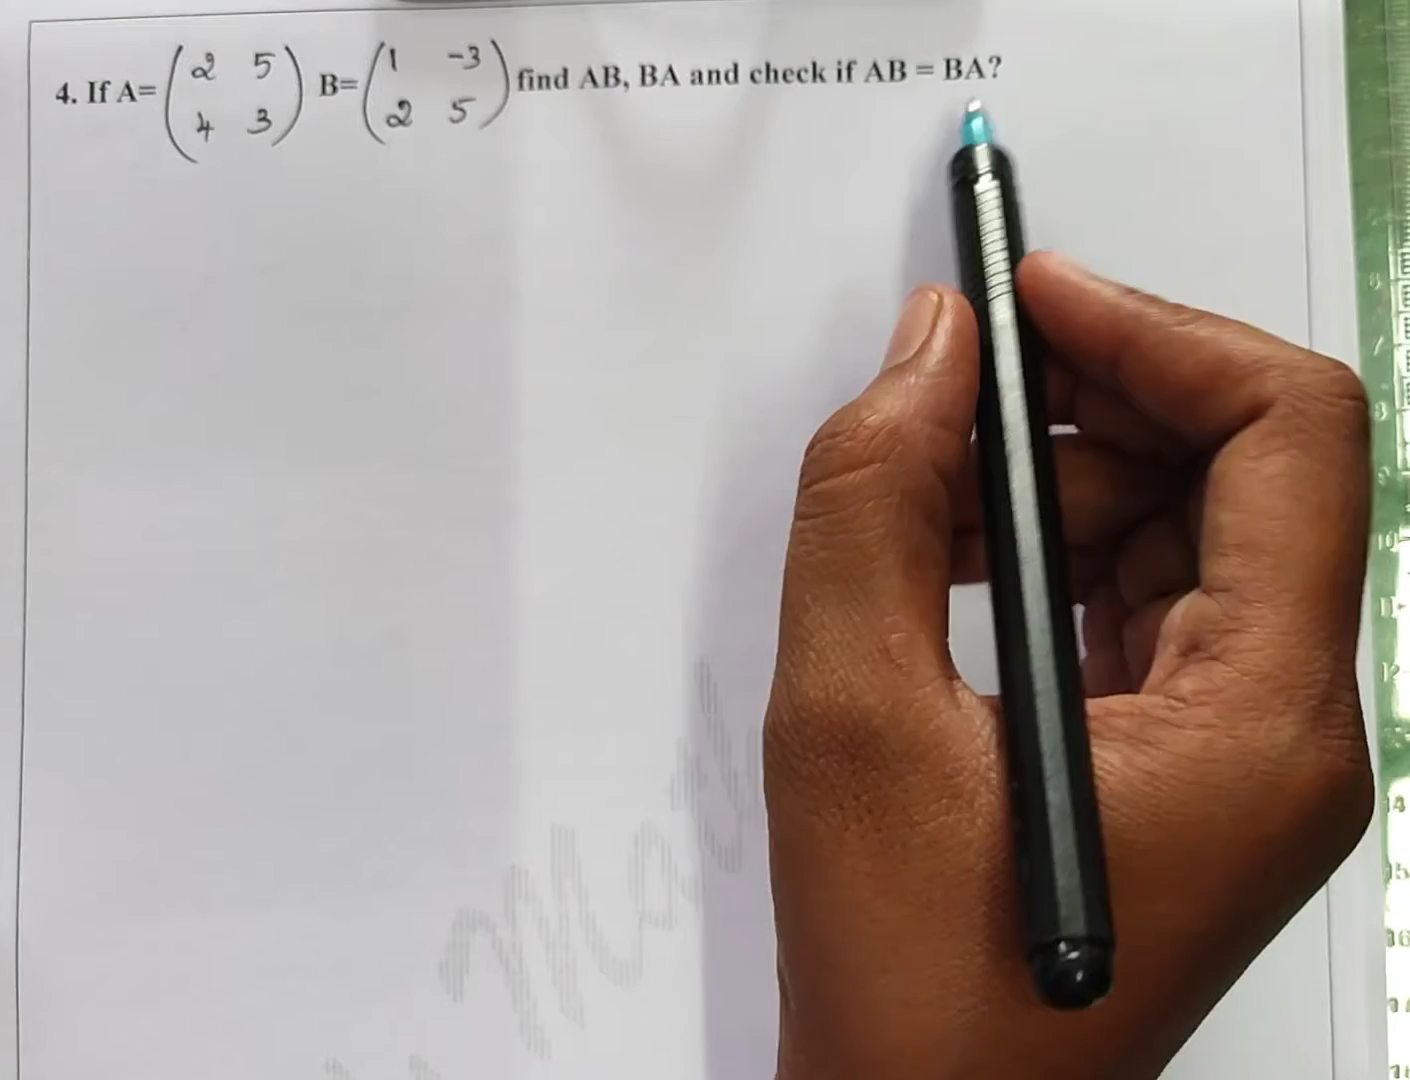 4. If A= (2 5 4 3) B= (1 -3 2 5) find AB, BA and check if AB = BA?